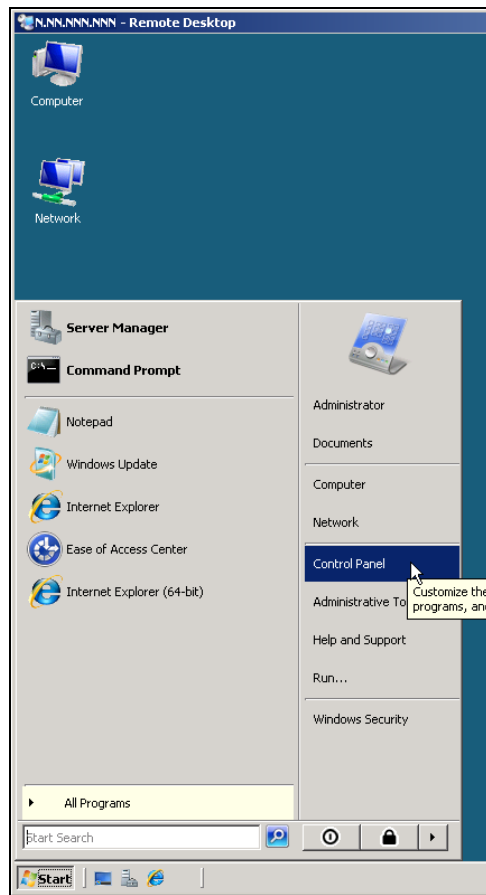 N.NN.NNN.NNN - Remote Desktop
Computer
Network
Server Manager
Command Prompt
Notepad
Windows Update
Internet Explorer
Ease of Access Center
Internet Explorer (64-bit)
All Programs
Start Search
Administrator
Documents
Computer
Network
Control Panel
Customize the
programs, and
Administrative To
Help and Support
Run...
Windows Security
Start